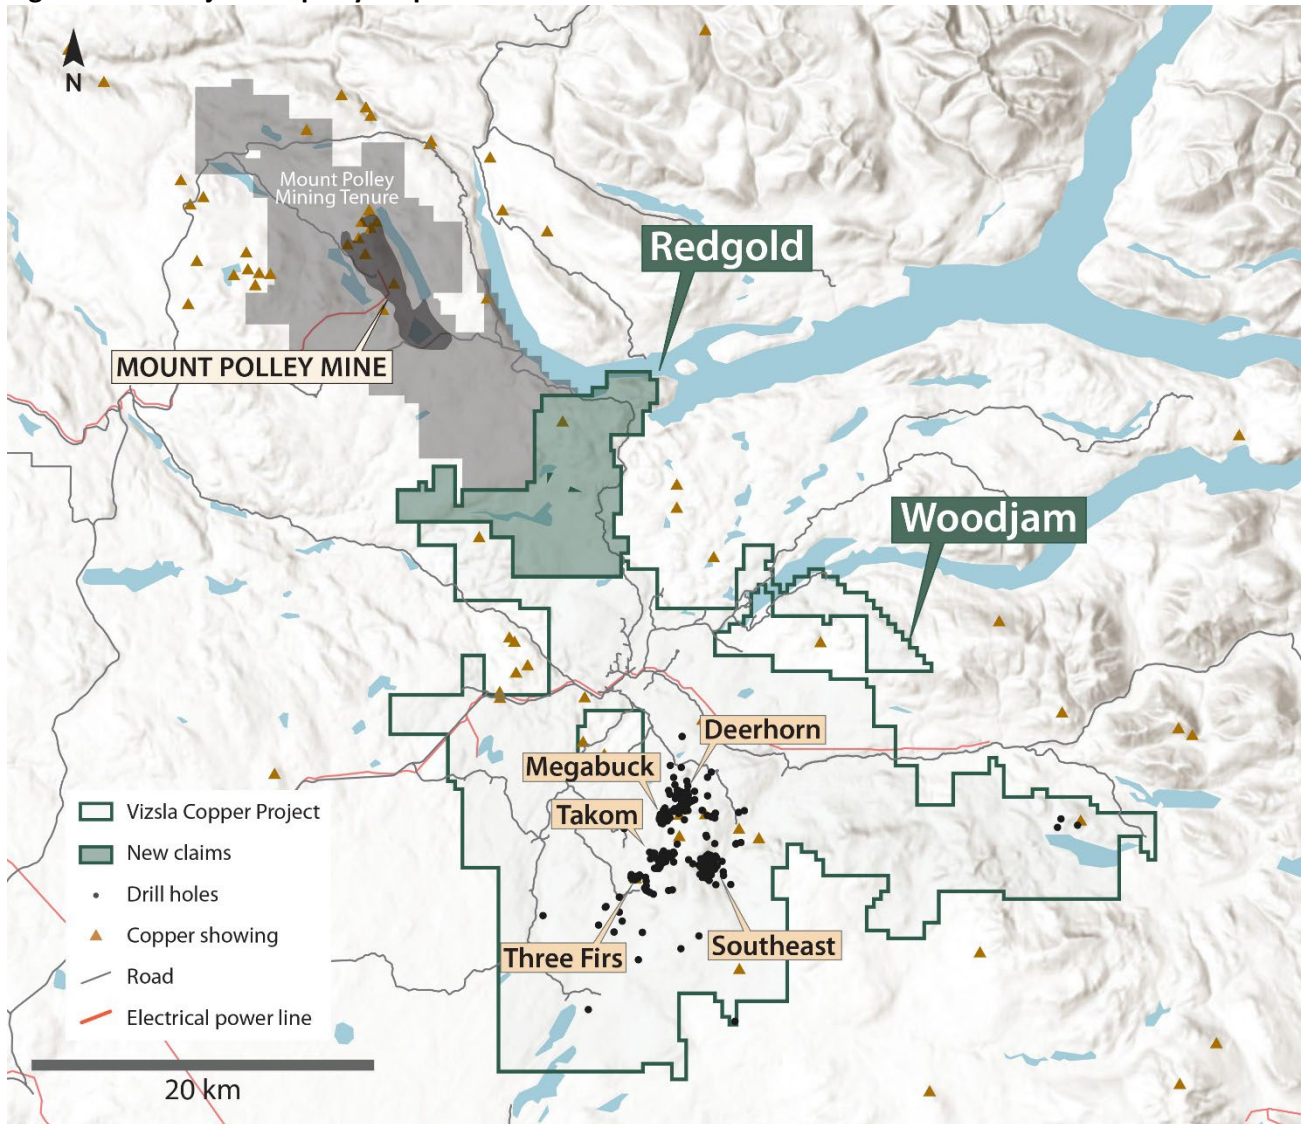 N
Mount Polley
Mining Tenure
Redgold
MOUNT POLLEY MINE
Woodjam
Deerhorn
Megabuck
Takom
Three Firs
Southeast
Vizsla Copper Project
New claims
Drill holes
Copper showing
Road
Electrical power line
20 km